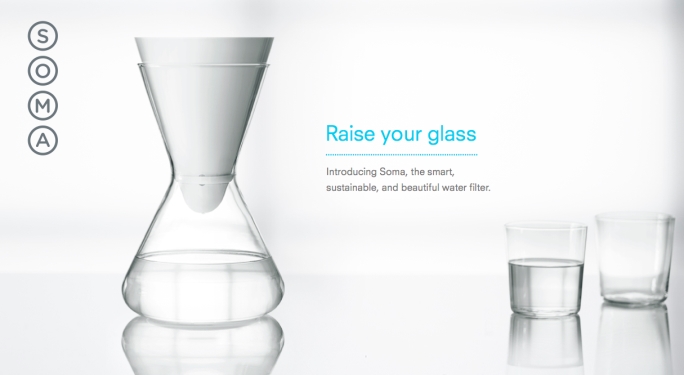 S
O
M
A
Raise your glass
Introducing Soma, the smart,
sustainable, and beautiful water filter.